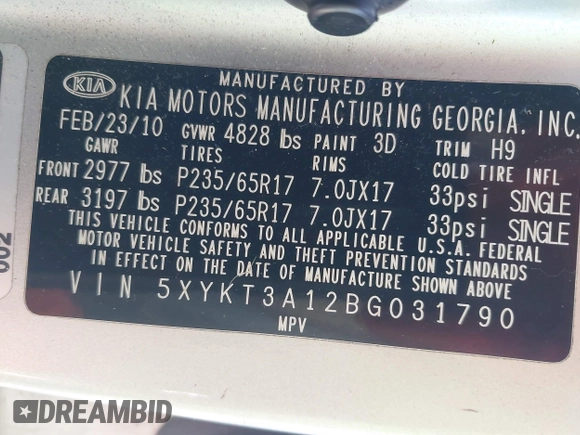 MANUFACTURED BY
KIA KIA MOTORS MANUFACTURING GEORGIA, INC.
FEB/23/10 GVWR 4828 lbs PAINT 3D TRIM H9
GAWR TIRES RIMS COLD TIRE INFL
FRONT 2977 lbs P235/65R17 7.0JX17 33psi SINGLE
REAR 3197 lbs P235/65R17 7.0JX17 33psi SINGLE
THIS VEHICLE CONFORMS TO ALL APPLICABLE U.S.A. FEDERAL
MOTOR VEHICLE SAFETY AND THEFT PREVENTION STANDARDS
IN EFFECT ON THE DATE OF MANUFACTURE SHOWN ABOVE
VIN 5XYKT3A12BG031790
MPV
002
DREAMBID